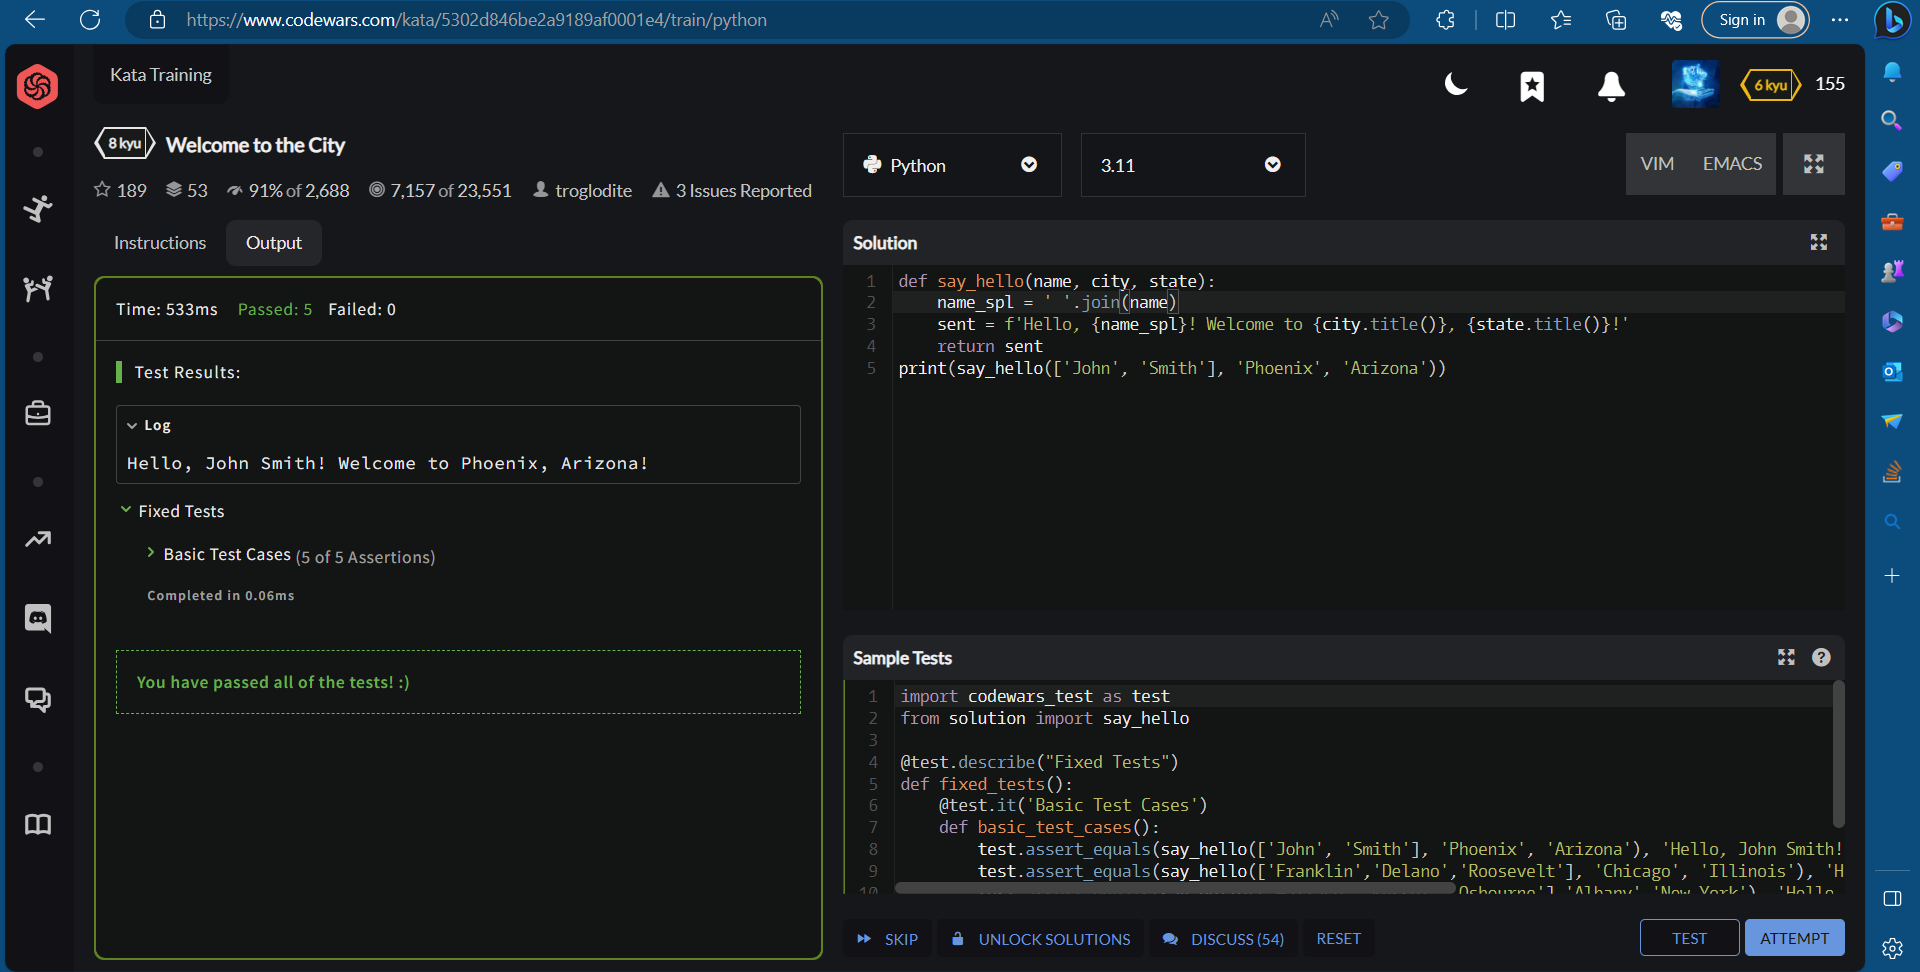 https://www.codewars.com/kata/5302d846be2a9189af0001e4/train/python
Sign in
Kata Training
6 kyu
155
8 kyu
Welcome to the City
189
53
91% of 2,688
7,157 of 23,551
troglodite
3 Issues Reported
Python
3.11
VIM
EMACS
Instructions
Output
Time: 533ms Passed: 5 Failed: 0
Test Results:
Log
Hello, John Smith! Welcome to Phoenix, Arizona!
Fixed Tests
Basic Test Cases (5 of 5 Assertions)
Completed in 0.06ms
You have passed all of the tests! :)
Solution
1 def say_hello(name, city, state):
2     name_spl = ' '.join(name)
3     sent = f'Hello, {name_spl}! Welcome to {city.title()}, {state.title()}!'
4     return sent
5 print(say_hello(['John', 'Smith'], 'Phoenix', 'Arizona'))
Sample Tests
1 import codewars_test as test
2 from solution import say_hello
3
4 @test.describe("Fixed Tests")
5 def fixed_tests():
6     @test.it('Basic Test Cases')
7     def basic_test_cases():
8         test.assert_equals(say_hello(['John', 'Smith'], 'Phoenix', 'Arizona'), 'Hello, John Smith!
9         test.assert_equals(say_hello(['Franklin','Delano','Roosevelt'], 'Chicago', 'Illinois'), 'H
10 Osbourne'],'Albany','New York'), 'Hello
SKIP
UNLOCK SOLUTIONS
DISCUSS (54)
RESET
TEST
ATTEMPT